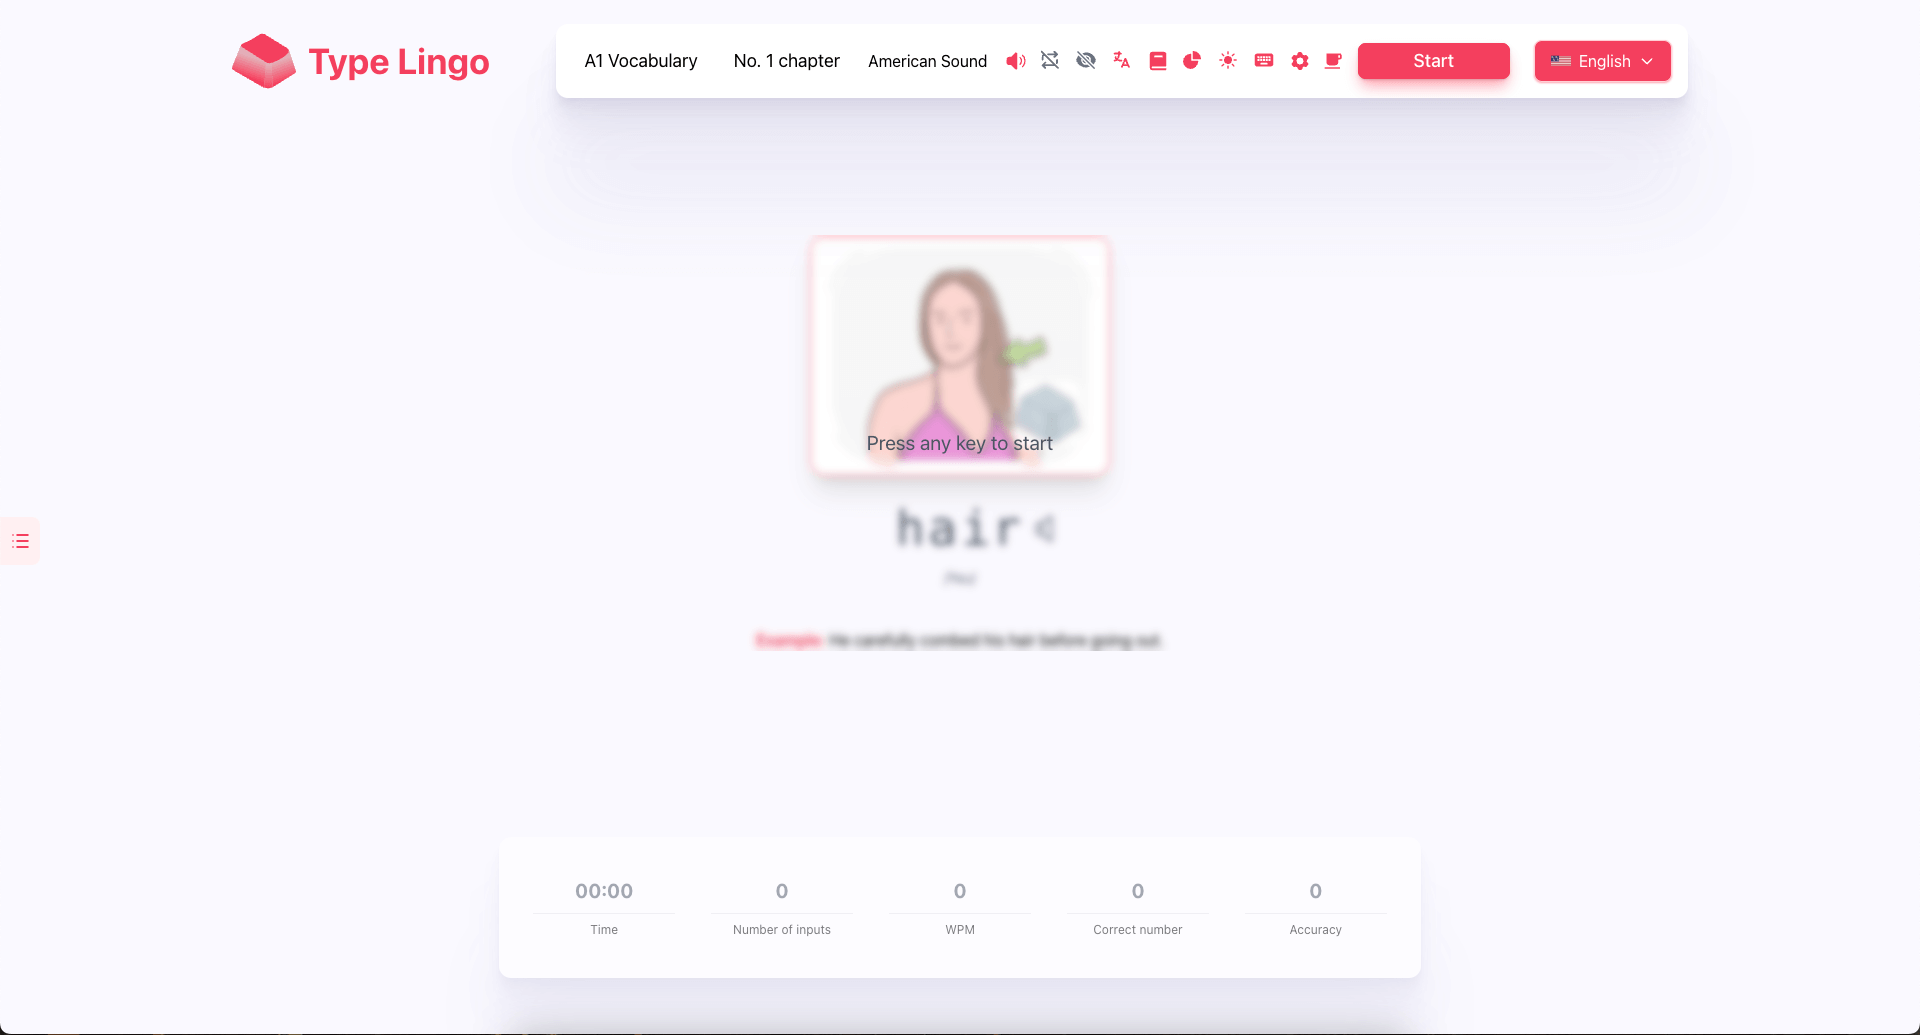 Type Lingo
A1 Vocabulary No. 1 chapter American Sound Start English
Press any key to start
hair
Example: He carefully combed his hair before going out.
00:00 0 0 0 0
Time Number of inputs WPM Correct number Accuracy